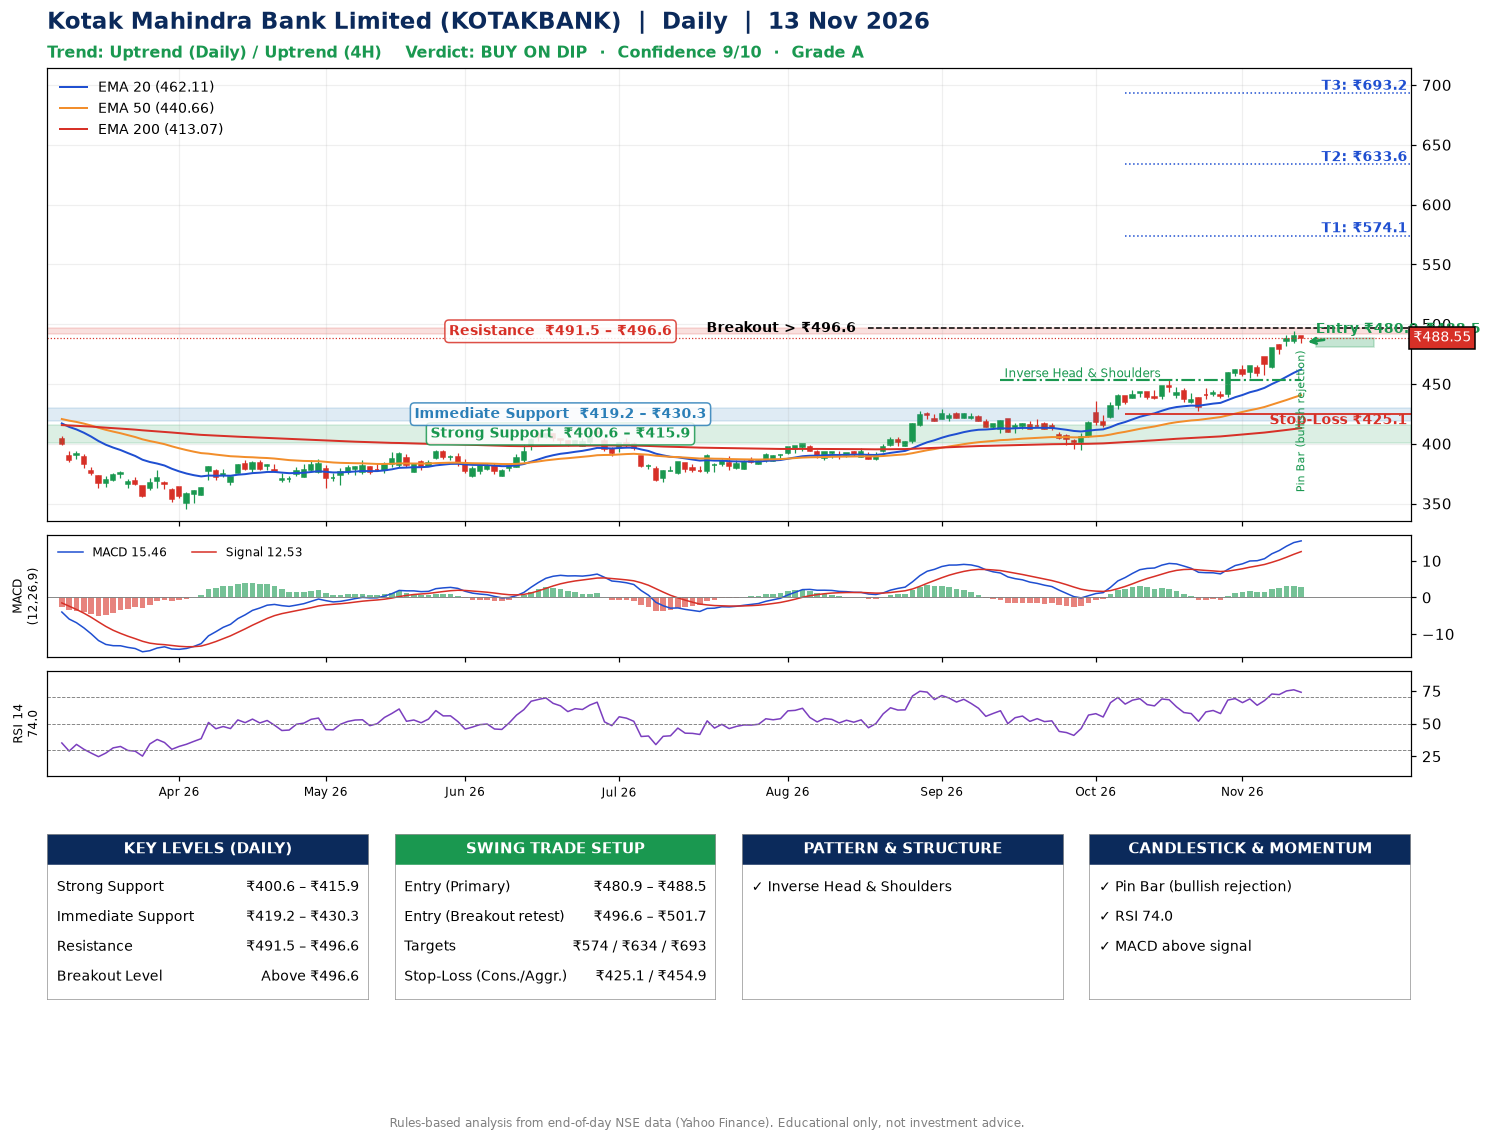 Kotak Mahindra Bank Limited (KOTAKBANK)  |  Daily  |  13 Nov 2026
Trend: Uptrend (Daily) / Uptrend (4H)    Verdict: BUY ON DIP  ·  Confidence 9/10  ·  Grade A
EMA 20 (462.11)
EMA 50 (440.66)
EMA 200 (413.07)
T3: ₹693.2
T2: ₹633.6
T1: ₹574.1
700
650
600
550
500
450
400
350
Resistance  ₹491.5 – ₹496.6
Breakout > ₹496.6
Entry ₹480.9
₹488.55
Inverse Head & Shoulders
Immediate Support  ₹419.2 – ₹430.3
Strong Support  ₹400.6 – ₹415.9
Stop-Loss ₹425.1
Pin Bar (bullish rejection)
MACD 15.46
Signal 12.53
MACD
(12,26,9)
10
0
−10
RSI 14
74.0
75
50
25
Apr 26
May 26
Jun 26
Jul 26
Aug 26
Sep 26
Oct 26
Nov 26
KEY LEVELS (DAILY)
Strong Support ₹400.6 – ₹415.9
Immediate Support ₹419.2 – ₹430.3
Resistance ₹491.5 – ₹496.6
Breakout Level Above ₹496.6
SWING TRADE SETUP
Entry (Primary) ₹480.9 – ₹488.5
Entry (Breakout retest) ₹496.6 – ₹501.7
Targets ₹574 / ₹634 / ₹693
Stop-Loss (Cons./Aggr.) ₹425.1 / ₹454.9
PATTERN & STRUCTURE
✓ Inverse Head & Shoulders
CANDLESTICK & MOMENTUM
✓ Pin Bar (bullish rejection)
✓ RSI 74.0
✓ MACD above signal
Rules-based analysis from end-of-day NSE data (Yahoo Finance). Educational only, not investment advice.